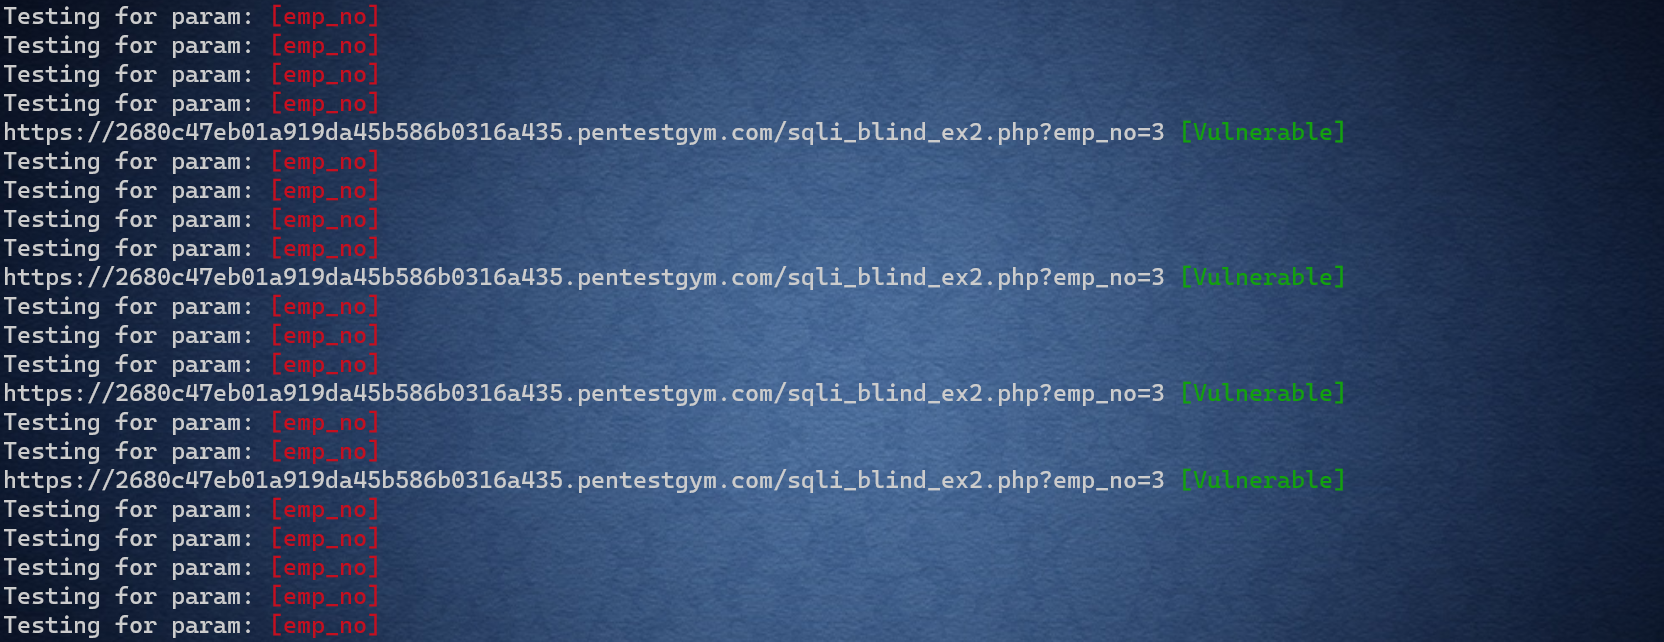 Testing for param: [emp_no]
Testing for param: [emp_no]
Testing for param: [emp_no]
Testing for param: [emp_no]
https://2680c47eb01a919da45b586b0316a435.pentestgym.com/sqli_blind_ex2.php?emp_no=3 [Vulnerable]
Testing for param: [emp_no]
Testing for param: [emp_no]
Testing for param: [emp_no]
Testing for param: [emp_no]
https://2680c47eb01a919da45b586b0316a435.pentestgym.com/sqli_blind_ex2.php?emp_no=3 [Vulnerable]
Testing for param: [emp_no]
Testing for param: [emp_no]
Testing for param: [emp_no]
https://2680c47eb01a919da45b586b0316a435.pentestgym.com/sqli_blind_ex2.php?emp_no=3 [Vulnerable]
Testing for param: [emp_no]
Testing for param: [emp_no]
https://2680c47eb01a919da45b586b0316a435.pentestgym.com/sqli_blind_ex2.php?emp_no=3 [Vulnerable]
Testing for param: [emp_no]
Testing for param: [emp_no]
Testing for param: [emp_no]
Testing for param: [emp_no]
Testing for param: [emp_no]